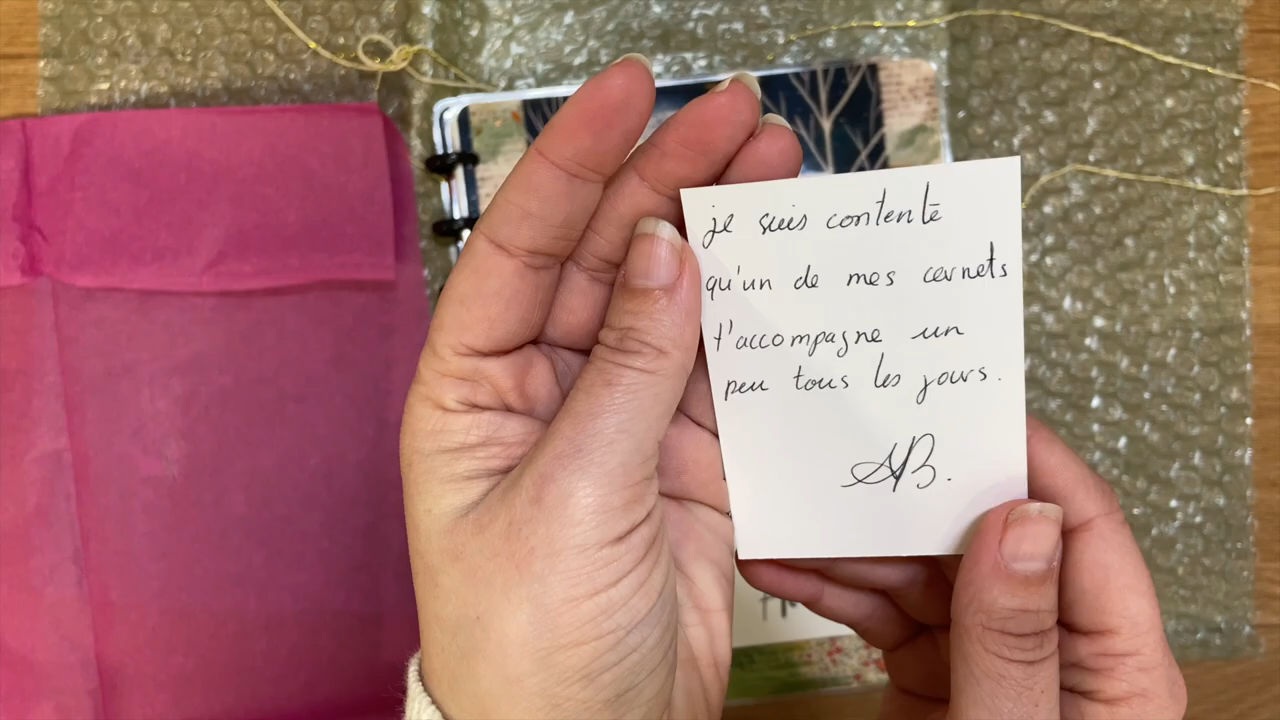 je suis contente
qu'un de mes carnets
t'accompagne un
peu tous les jours.
AB.